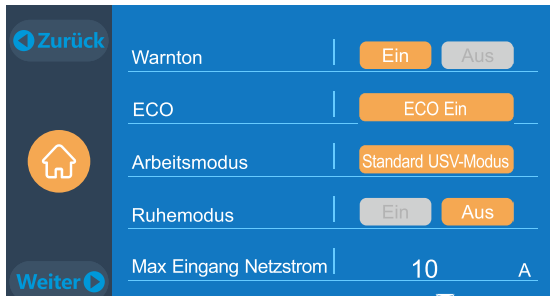 Zurück
Warnton Ein Aus
ECO ECO Ein
Arbeitsmodus Standard USV-Modus
Ruhemodus Ein Aus
Max Eingang Netzstrom 10 A
Weiter